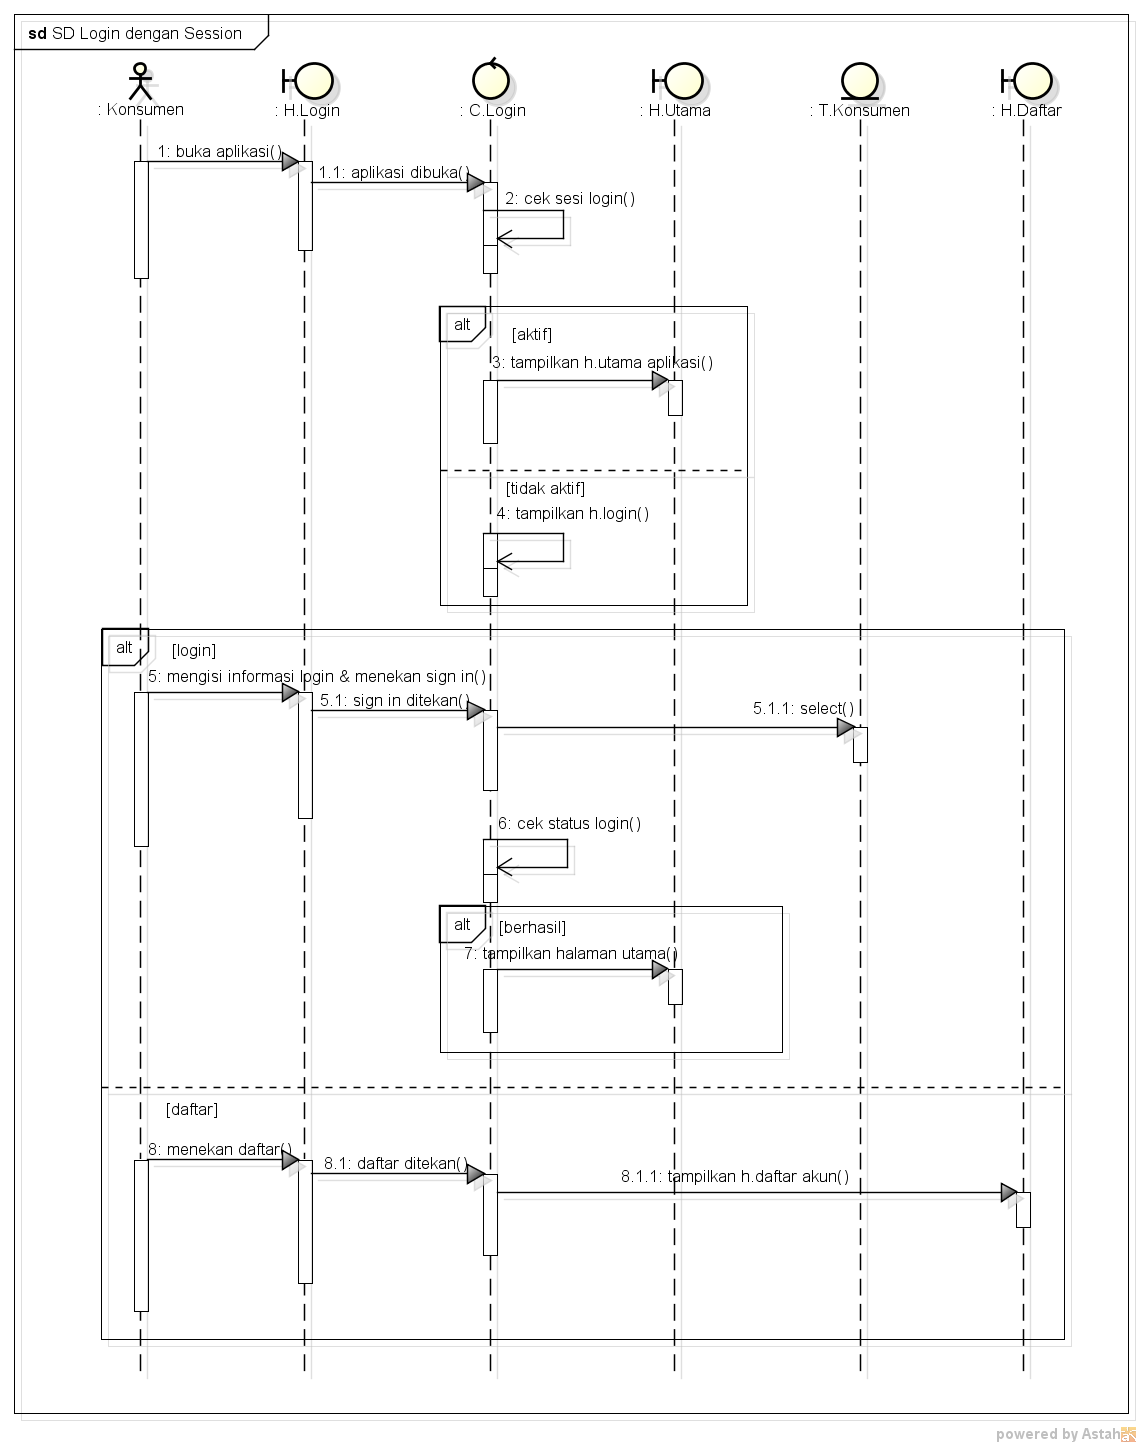 sd SD Login dengan Session
: Konsumen
: H.Login
: C.Login
: H.Utama
: T.Konsumen
: H.Daftar
1: buka aplikasi()
1.1: aplikasi dibuka()
2: cek sesi login()
alt
[aktif]
3: tampilkan h.utama aplikasi()
[tidak aktif]
4: tampilkan h.login()
alt
[login]
5: mengisi informasi login & menekan sign in()
5.1: sign in ditekan()
5.1.1: select()
6: cek status login()
alt
[berhasil]
7: tampilkan halaman utama()
[daftar]
8: menekan daftar()
8.1: daftar ditekan()
8.1.1: tampilkan h.daftar akun()
powered by Astah